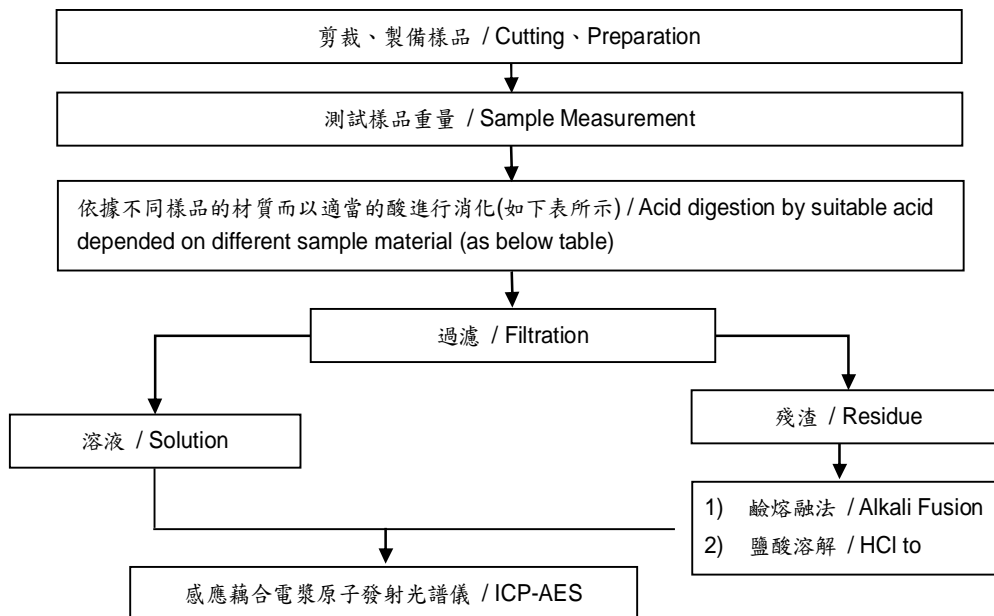 剪裁、製備樣品 / Cutting、Preparation
測試樣品重量 / Sample Measurement
依據不同樣品的材質而以適當的酸進行消化(如下表所示) / Acid digestion by suitable acid
depended on different sample material (as below table)
過濾 / Filtration
溶液 / Solution
殘渣 / Residue
1) 鹼熔融法 / Alkali Fusion
2) 鹽酸溶解 / HCl to
感應藕合電漿原子發射光譜儀 / ICP-AES